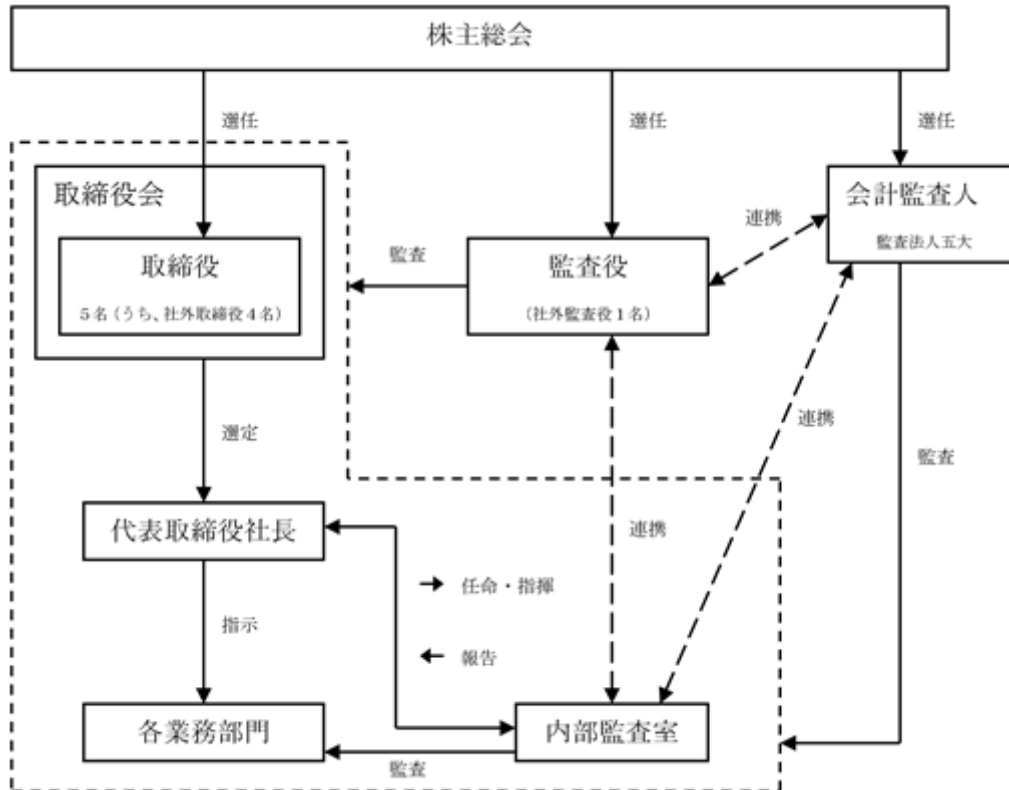 株主総会
選任
選任
選任
取締役会
取締役
5名(うち、社外取締役4名)
監査
監査役
(社外監査役1名)
連携
会計監査人
監査法人五大
選定
連携
監査
代表取締役社長
連携
→ 任命・指揮
指示
← 報告
各業務部門
監査
内部監査室